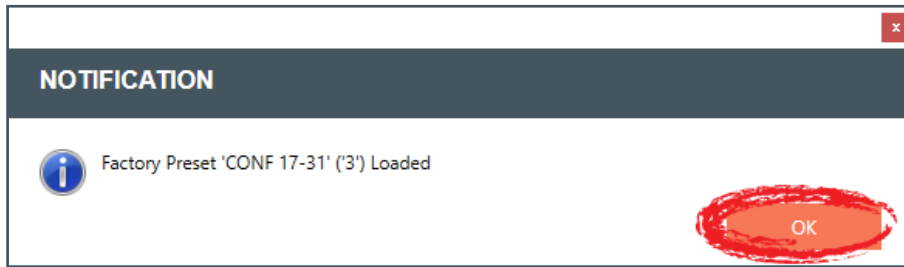 x
NOTIFICATION
i
Factory Preset 'CONF 17-31' ('3') Loaded
OK